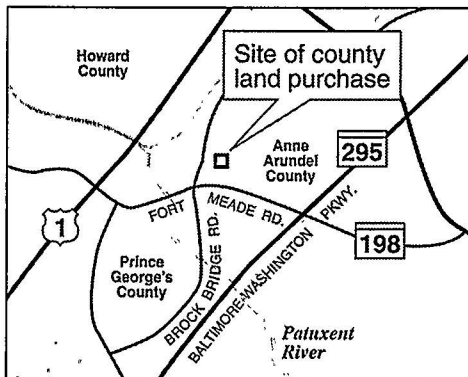 Howard
County
Site of county
land purchase
Anne
Arundel
County
295
1
FORT MEADE RD.
198
Prince
George's
County
BROCK BRIDGE RD.
BALTIMORE-WASHINGTON PKWY.
Patuxent
River